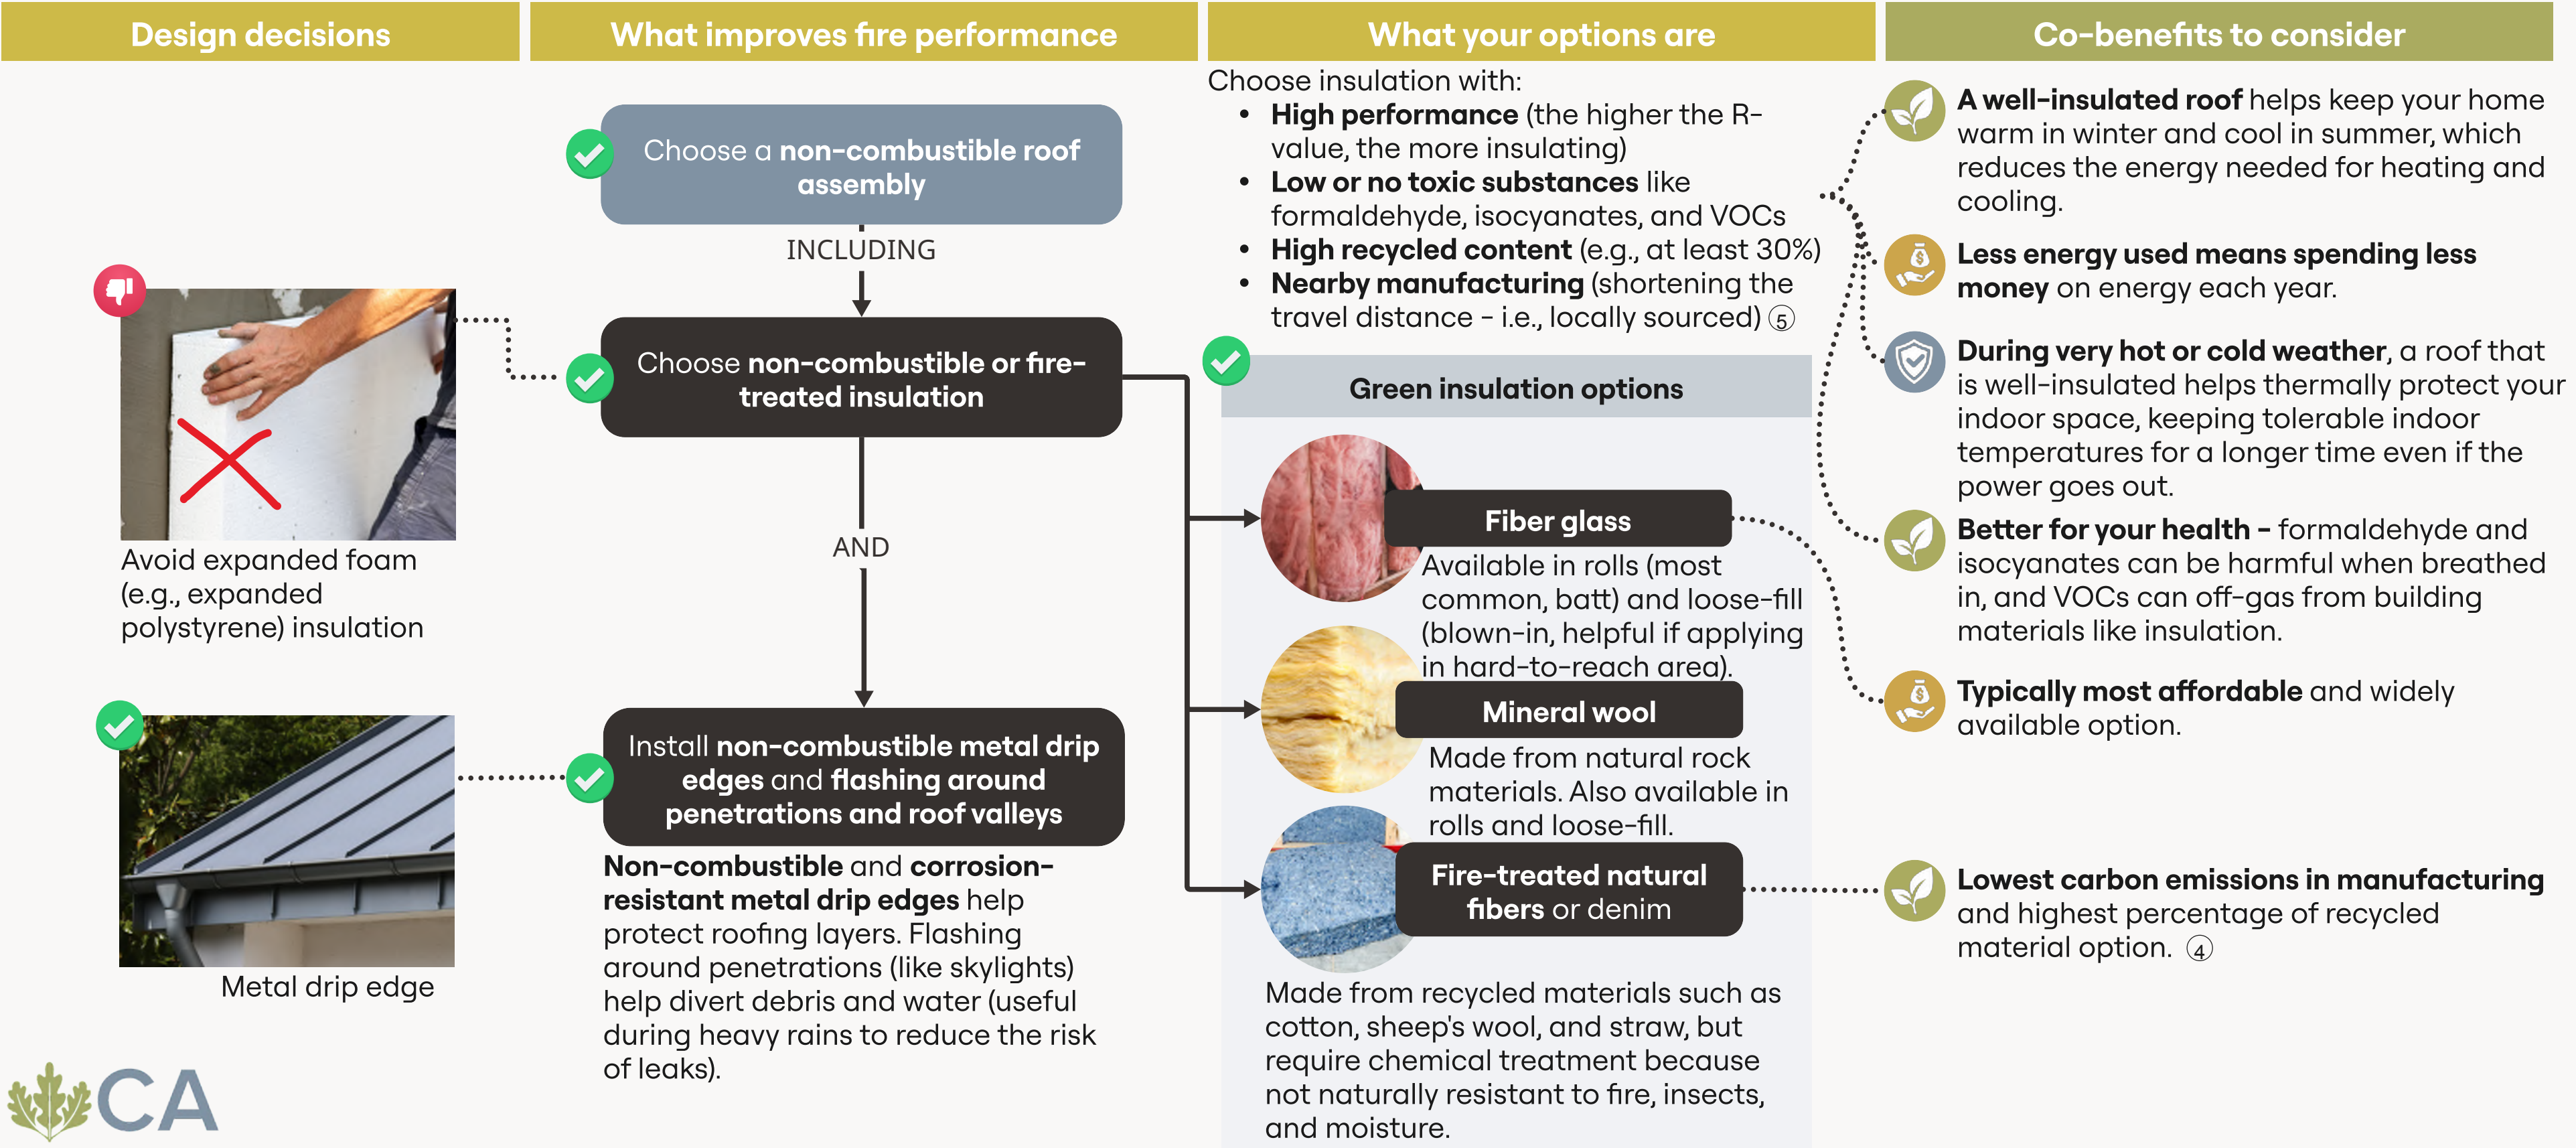 Design decisions
What improves fire performance
What your options are
Co-benefits to consider
Choose a non-combustible roof
assembly
INCLUDING
Choose non-combustible or fire-
treated insulation
AND
Install non-combustible metal drip
edges and flashing around
penetrations and roof valleys
Non-combustible and corrosion-
resistant metal drip edges help
protect roofing layers. Flashing
around penetrations (like skylights)
help divert debris and water (useful
during heavy rains to reduce the risk
of leaks).
Avoid expanded foam
(e.g., expanded
polystyrene) insulation
Metal drip edge
CA
Choose insulation with:
• High performance (the higher the R-
value, the more insulating)
• Low or no toxic substances like
formaldehyde, isocyanates, and VOCs
• High recycled content (e.g., at least 30%)
• Nearby manufacturing (shortening the
travel distance - i.e., locally sourced) ⑤
Green insulation options
Fiber glass
Available in rolls (most
common, batt) and loose-fill
(blown-in, helpful if applying
in hard-to-reach area).
Mineral wool
Made from natural rock
materials. Also available in
rolls and loose-fill.
Fire-treated natural
fibers or denim
Made from recycled materials such as
cotton, sheep's wool, and straw, but
require chemical treatment because
not naturally resistant to fire, insects,
and moisture.
A well-insulated roof helps keep your home
warm in winter and cool in summer, which
reduces the energy needed for heating and
cooling.
Less energy used means spending less
money on energy each year.
During very hot or cold weather, a roof that
is well-insulated helps thermally protect your
indoor space, keeping tolerable indoor
temperatures for a longer time even if the
power goes out.
Better for your health - formaldehyde and
isocyanates can be harmful when breathed
in, and VOCs can off-gas from building
materials like insulation.
Typically most affordable and widely
available option.
Lowest carbon emissions in manufacturing
and highest percentage of recycled
material option. ④